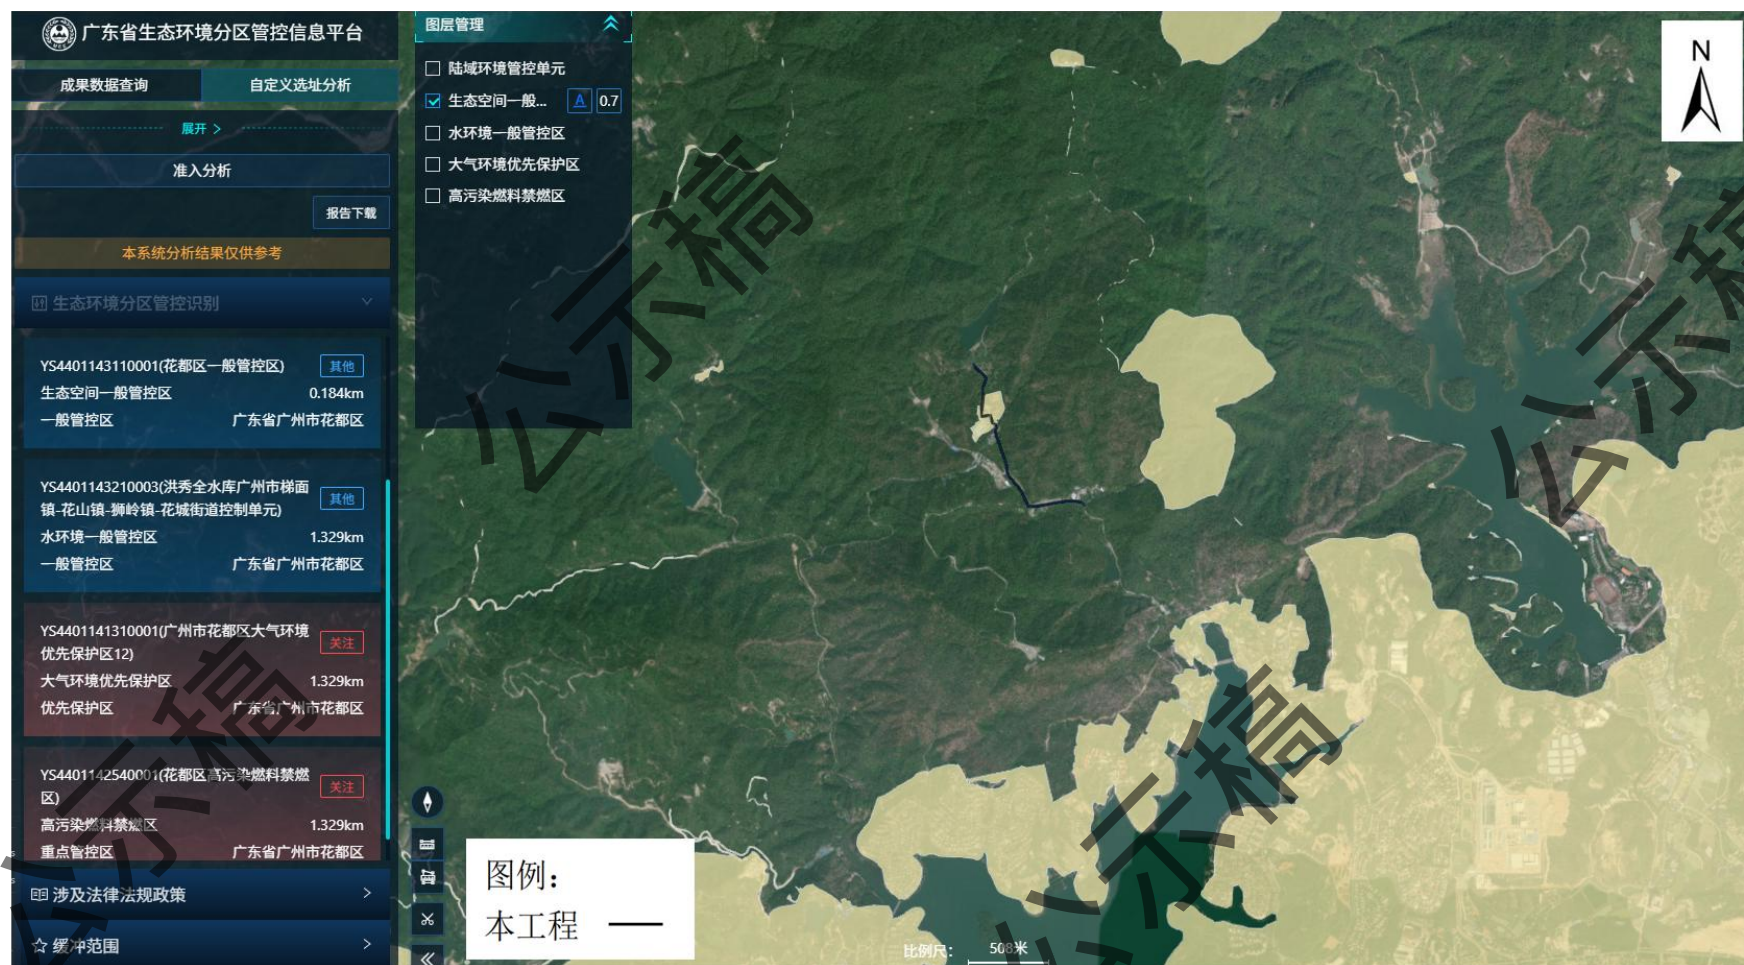 广东省生态环境分区管控信息平台
成果数据查询
自定义选址分析
展开 >
准入分析
报告下载
本系统分析结果仅供参考
生态环境分区管控识别
YS4401143110001(花都区一般管控区)
其他
生态空间一般管控区
0.184km
一般管控区
广东省广州市花都区
YS4401143210003(洪秀全水库广州市梯面
镇-花山镇-狮岭镇-花城街道控制单元)
其他
水环境一般管控区
1.329km
一般管控区
广东省广州市花都区
YS4401141310001(广州市花都区大气环境
优先保护区12)
关注
大气环境优先保护区
1.329km
优先保护区
广东省广州市花都区
YS4401142540001(花都区高污染燃料禁燃
区)
关注
高污染燃料禁燃区
1.329km
重点管控区
广东省广州市花都区
涉及法律法规政策
缓冲范围
图层管理
陆域环境管控单元
生态空间一般...
A
0.7
水环境一般管控区
大气环境优先保护区
高污染燃料禁燃区
N
图例：
本工程
比例尺：
508米
公示稿
公示稿
公示稿
公示稿